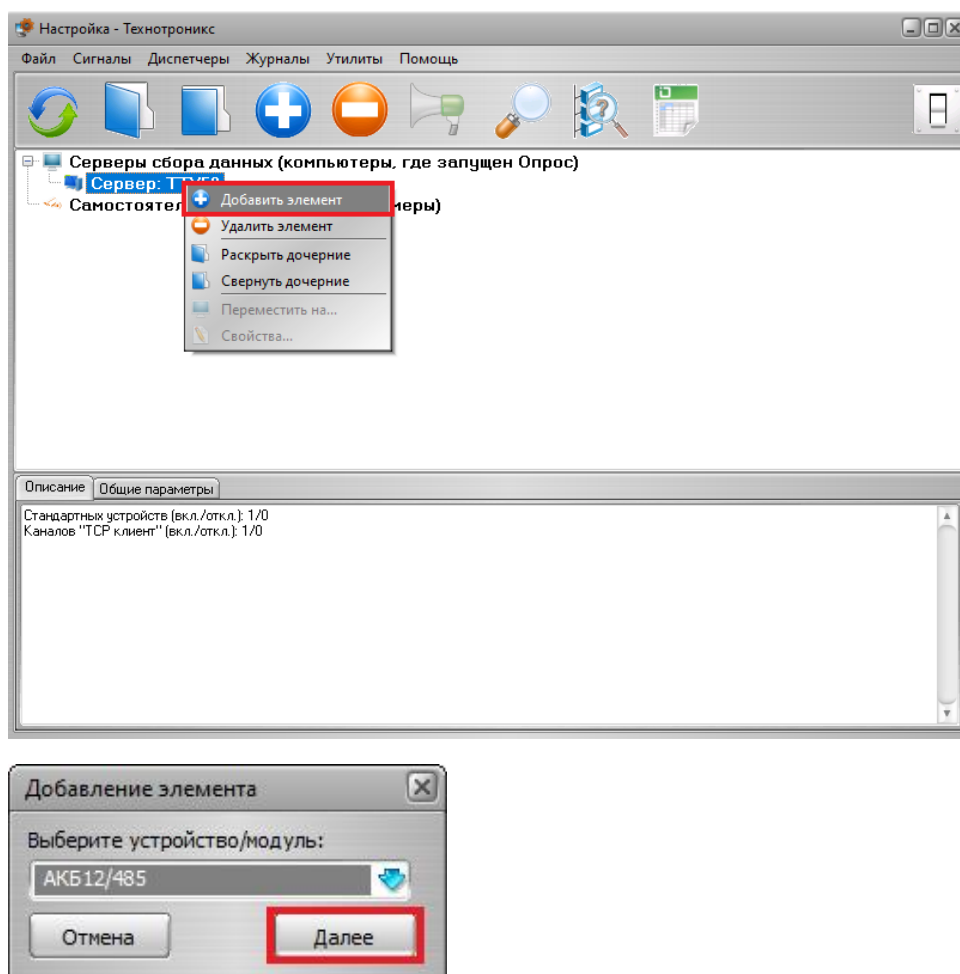 Настройка - Технотроникс
Файл Сигналы Диспетчеры Журналы Утилиты Помощь
Серверы сбора данных (компьютеры, где запущен Опрос)
Сервер:
Добавить элемент
Удалить элемент
Раскрыть дочерние
Свернуть дочерние
Переместить на...
Свойства...
Описание Общие параметры
Стандартных устройств (вкл./откл.): 1/0
Каналов "TCP клиент" (вкл./откл.): 1/0
Добавление элемента
Выберите устройство/модуль:
АКБ12/485
Отмена Далее